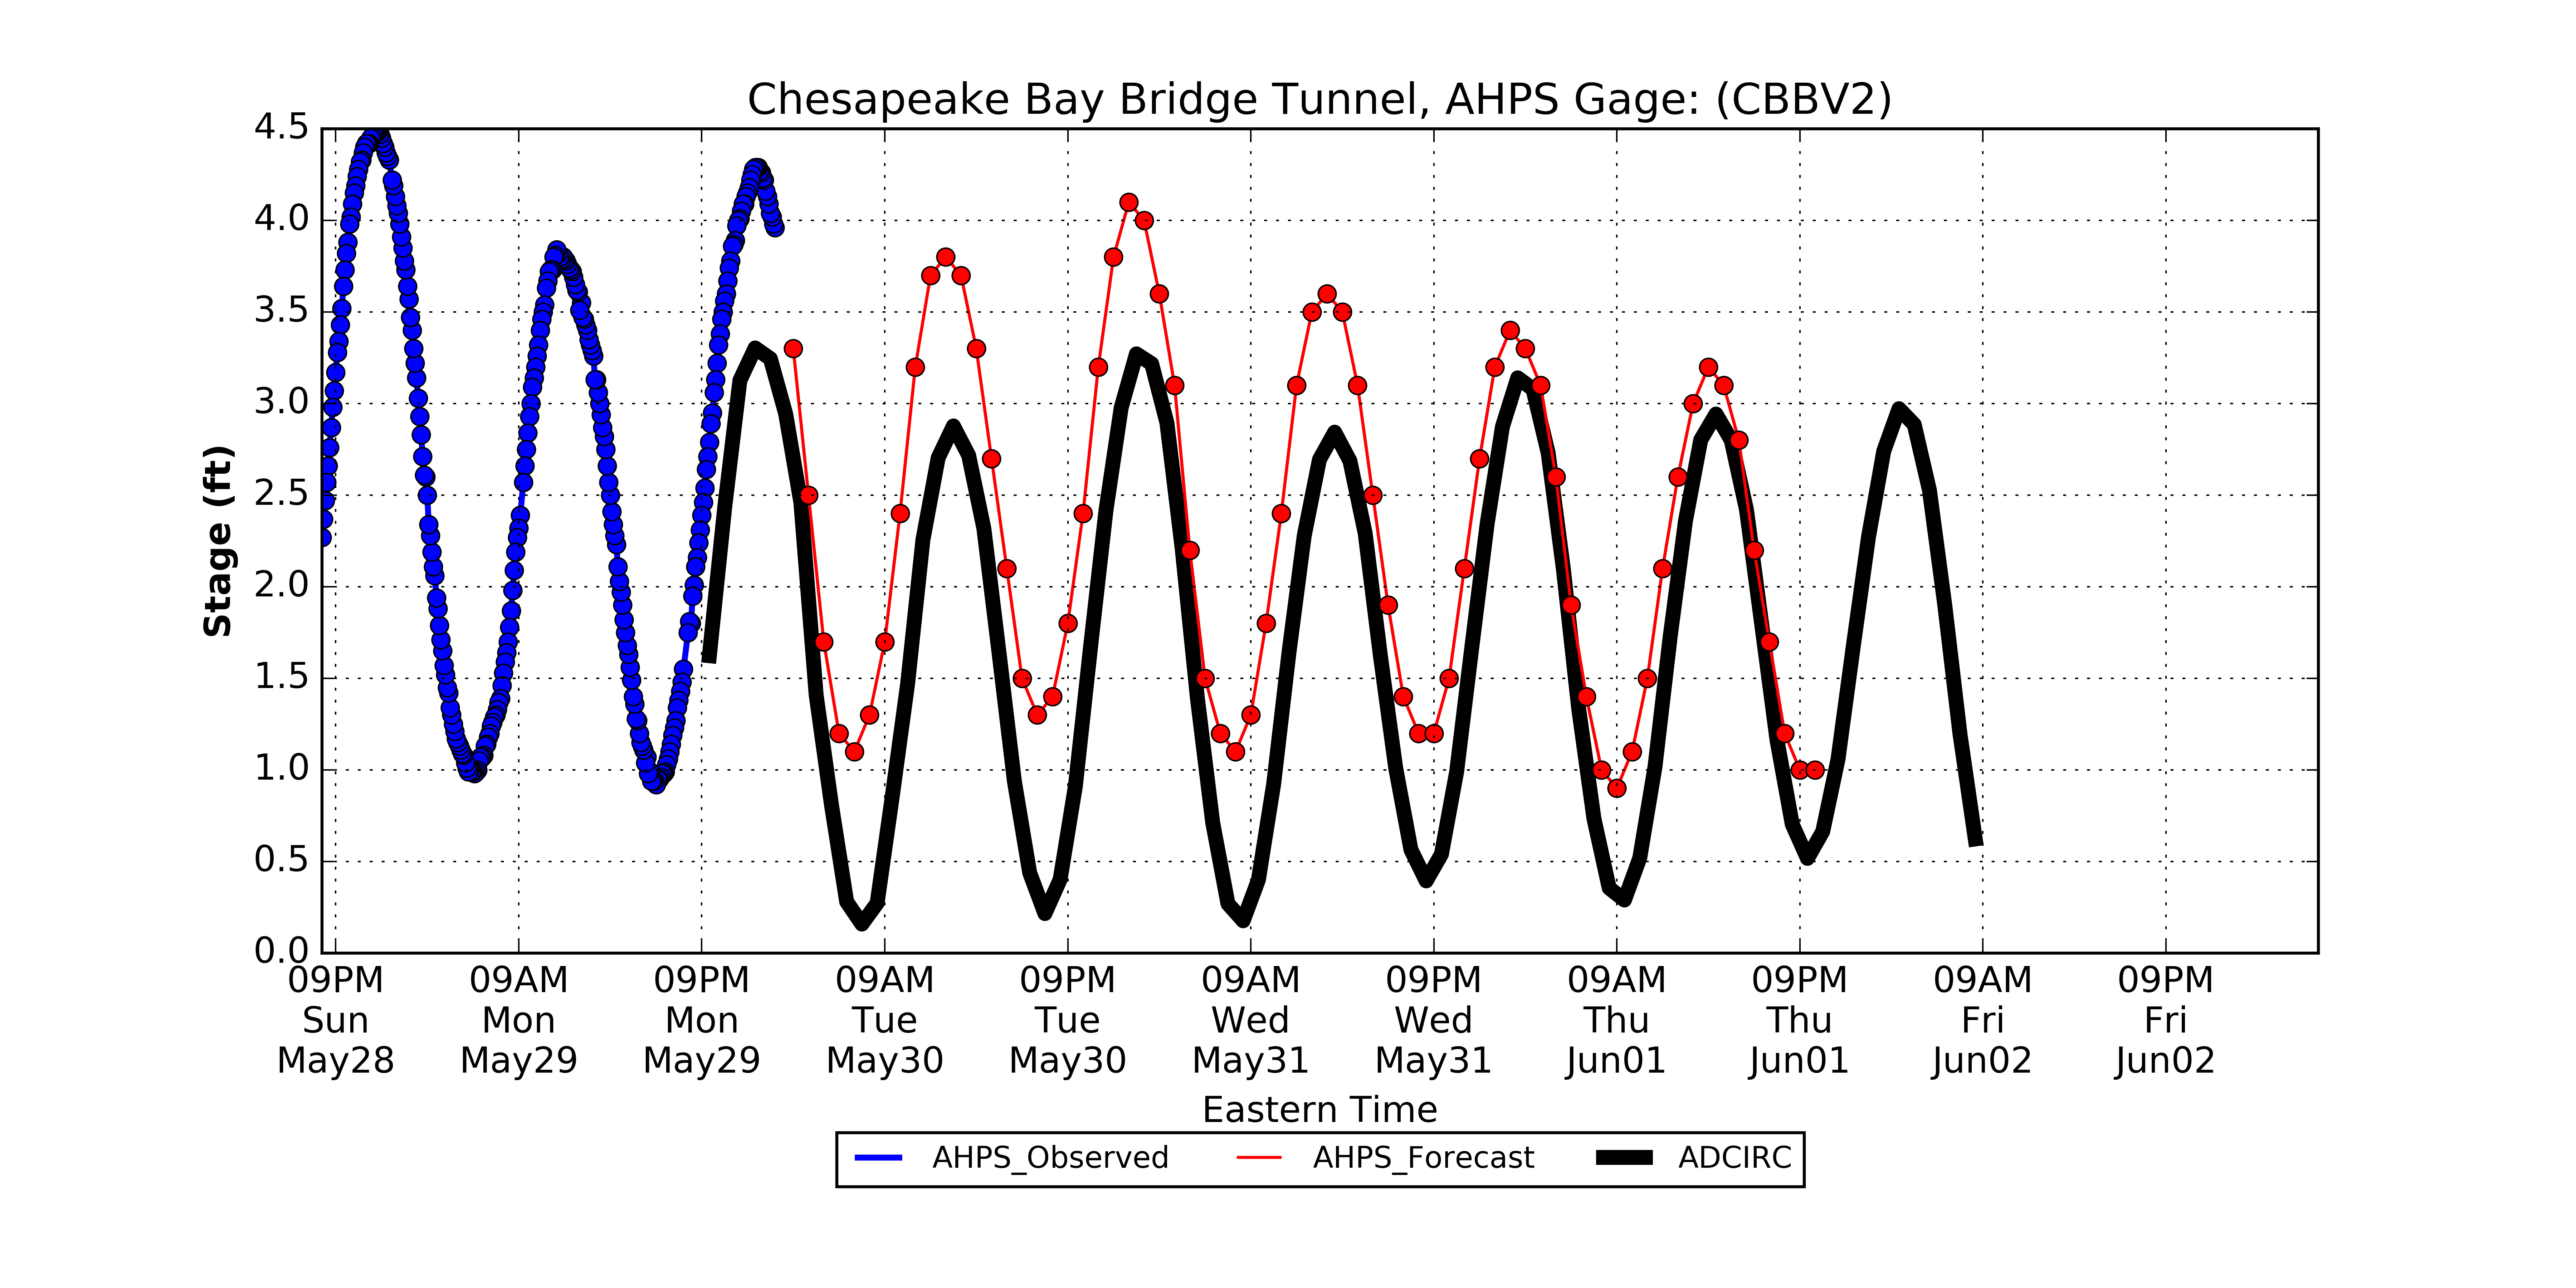 Chesapeake Bay Bridge Tunnel, AHPS Gage: (CBBV2)
4.5
4.0
3.5
3.0
2.5
2.0
1.5
1.0
0.5
0.0
Stage (ft)
09PM 09AM 09PM 09AM 09PM 09AM 09PM 09AM 09PM 09AM 09PM
Sun Mon Mon Tue Tue Wed Wed Thu Thu Fri Fri
May28 May29 May29 May30 May30 May31 May31 Jun01 Jun01 Jun02 Jun02
Eastern Time
AHPS_Observed AHPS_Forecast ADCIRC